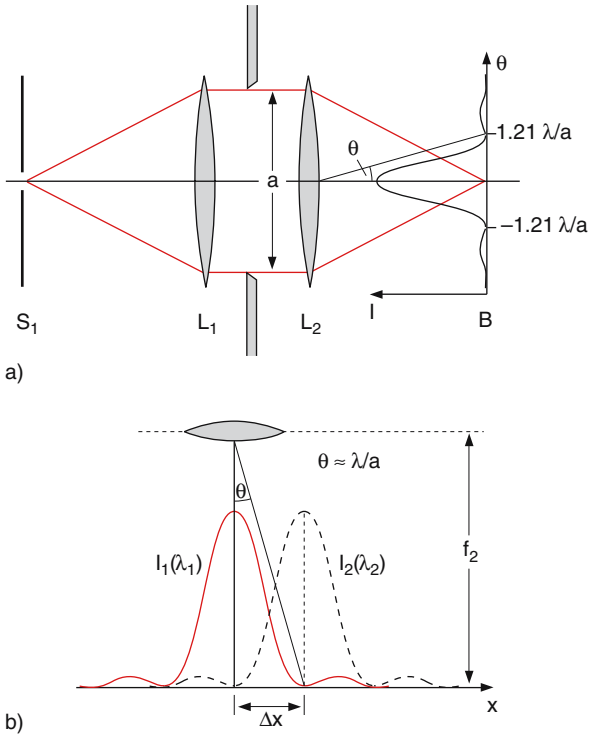 θ
1.21 λ/a
θ
a
−1.21 λ/a
S₁ L₁ L₂ I B
a)
θ ≈ λ/a
θ
f₂
I₁(λ₁) I₂(λ₂)
x
Δx
b)